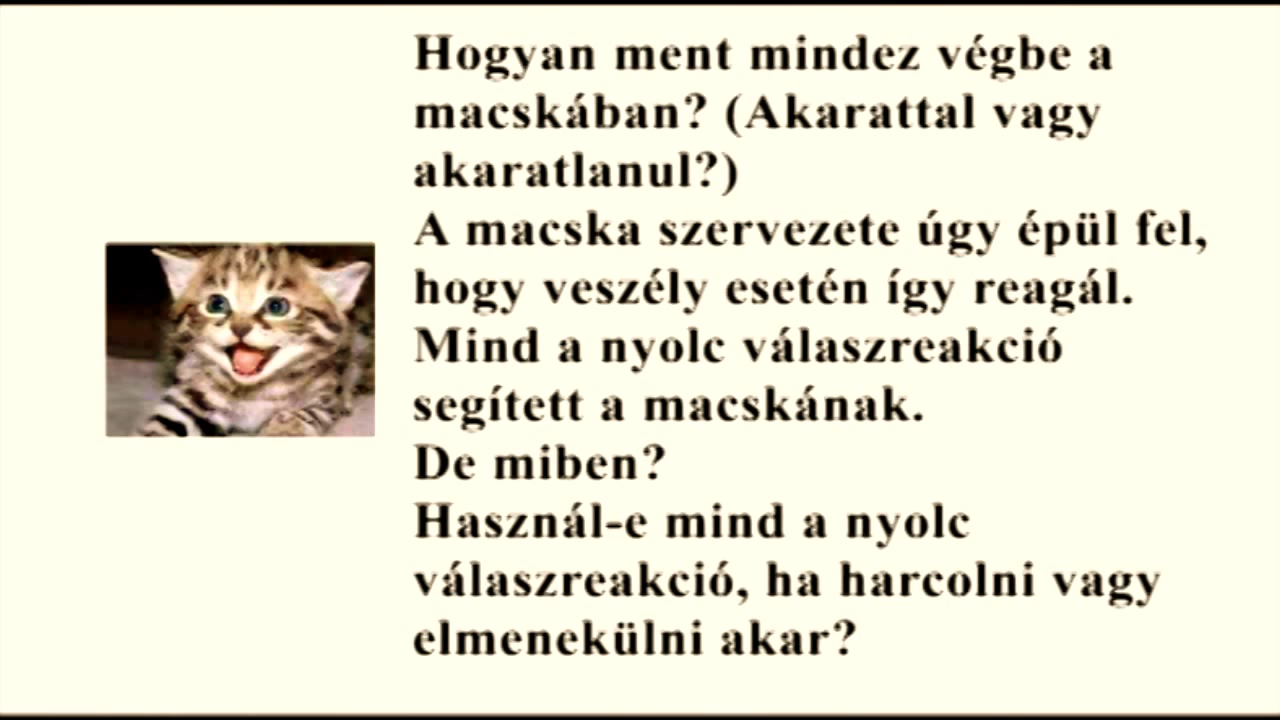 Hogyan ment mindez végbe a
macskában? (Akarattal vagy
akaratlanul?)
A macska szervezete úgy épül fel,
hogy veszély esetén így reagál.
Mind a nyolc válaszreakció
segített a macskának.
De miben?
Használ-e mind a nyolc
válaszreakció, ha harcolni vagy
elmenekülni akar?